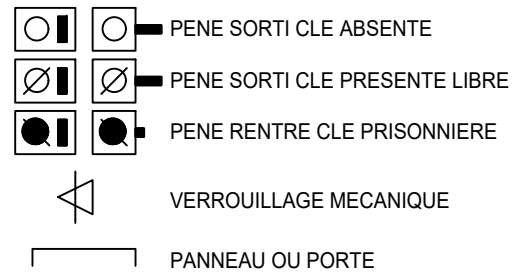 PENE SORTI CLE ABSENTE
PENE SORTI CLE PRESENTE LIBRE
PENE RENTRE CLE PRISONNIERE
VERROUILLAGE MECANIQUE
PANNEAU OU PORTE